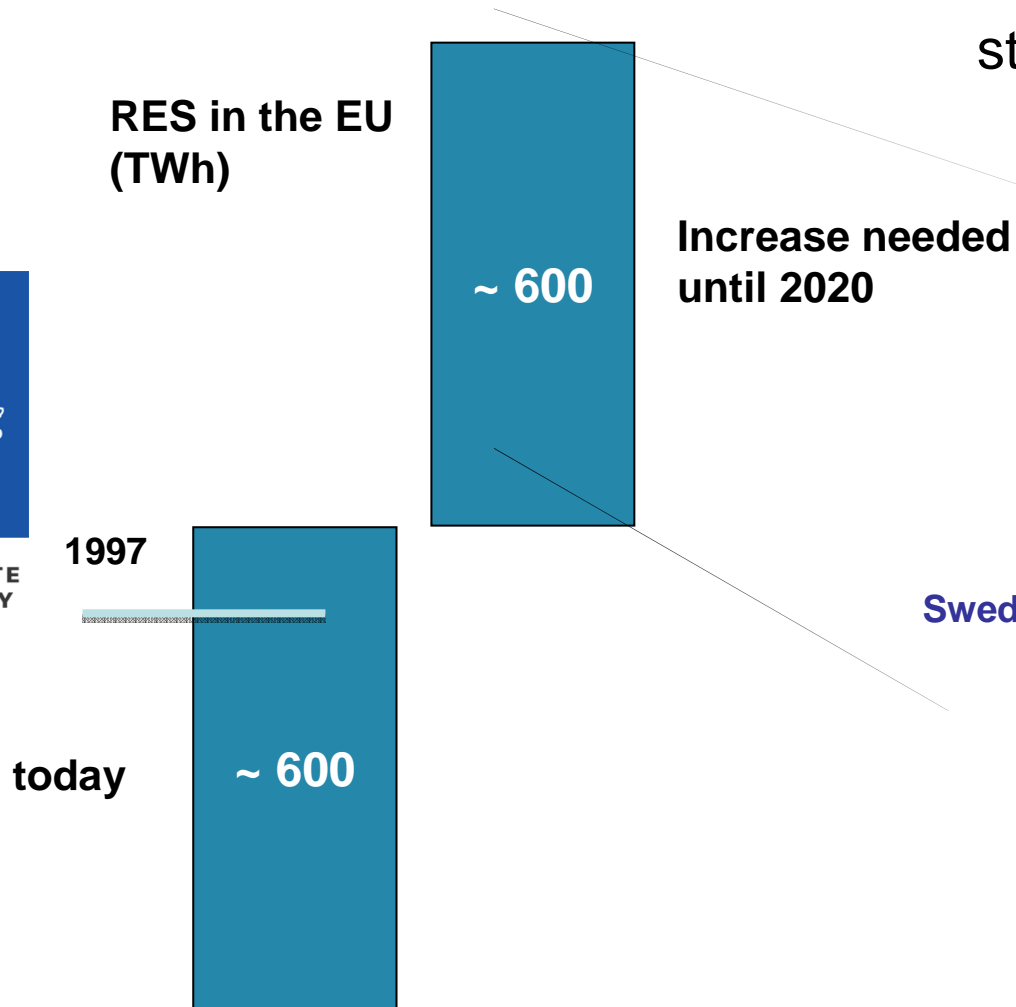 RES in the EU
(TWh)
~ 600
Increase needed
until 2020
1997
today
~ 600